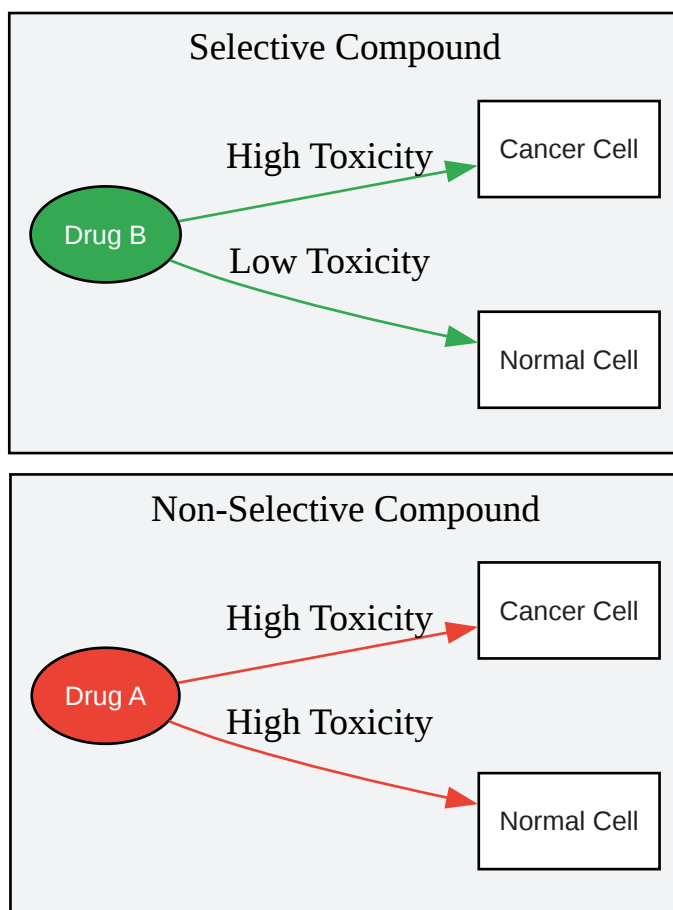 Selective Compound
High Toxicity
Cancer Cell
Drug B
Low Toxicity
Normal Cell
Non-Selective Compound
High Toxicity
Cancer Cell
Drug A
High Toxicity
Normal Cell